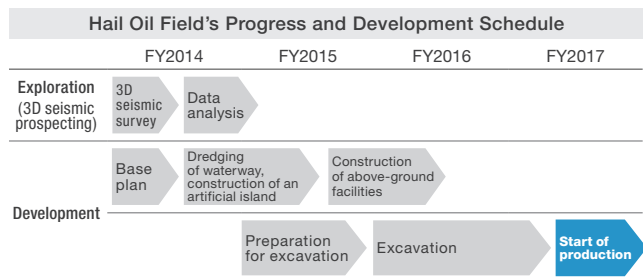 Hail Oil Field's Progress and Development Schedule
FY2014 FY2015 FY2016 FY2017
Exploration
(3D seismic
prospecting)
3D
seismic
survey
Data
analysis
Development
Base
plan
Dredging
of waterway,
construction of an
artificial island
Construction
of above-ground
facilities
Preparation
for excavation
Excavation
Start of
production